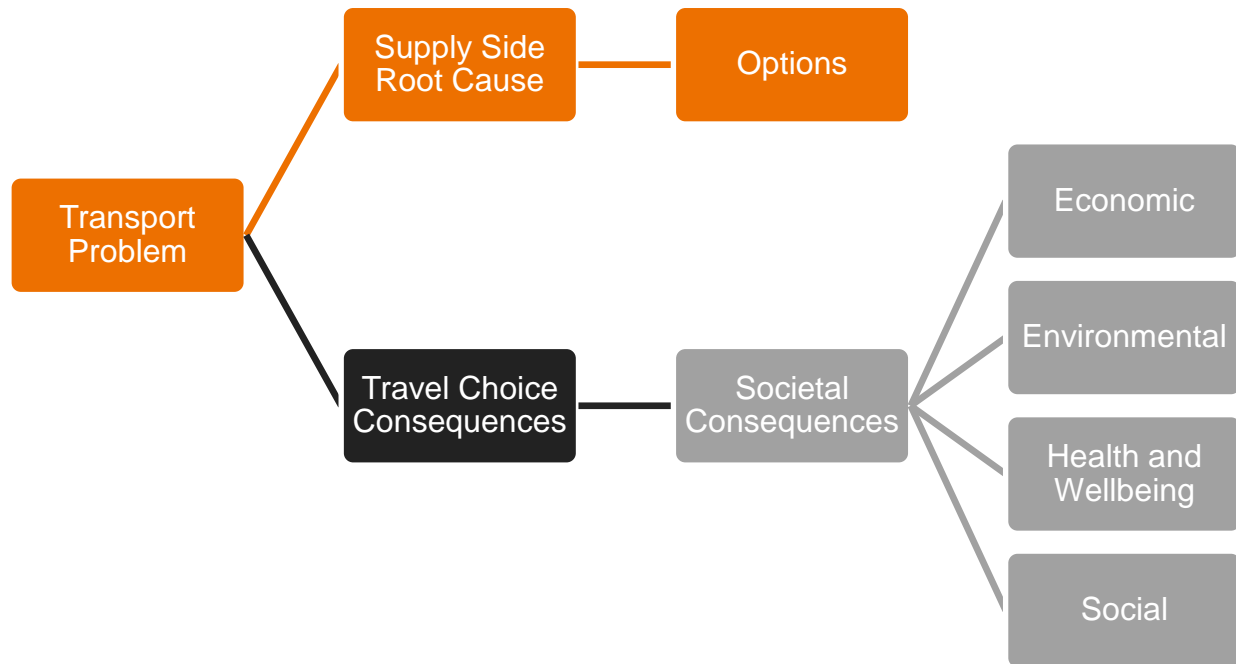 Supply Side
Root Cause
Options
Transport
Problem
Travel Choice
Consequences
Societal
Consequences
Economic
Environmental
Health and
Wellbeing
Social